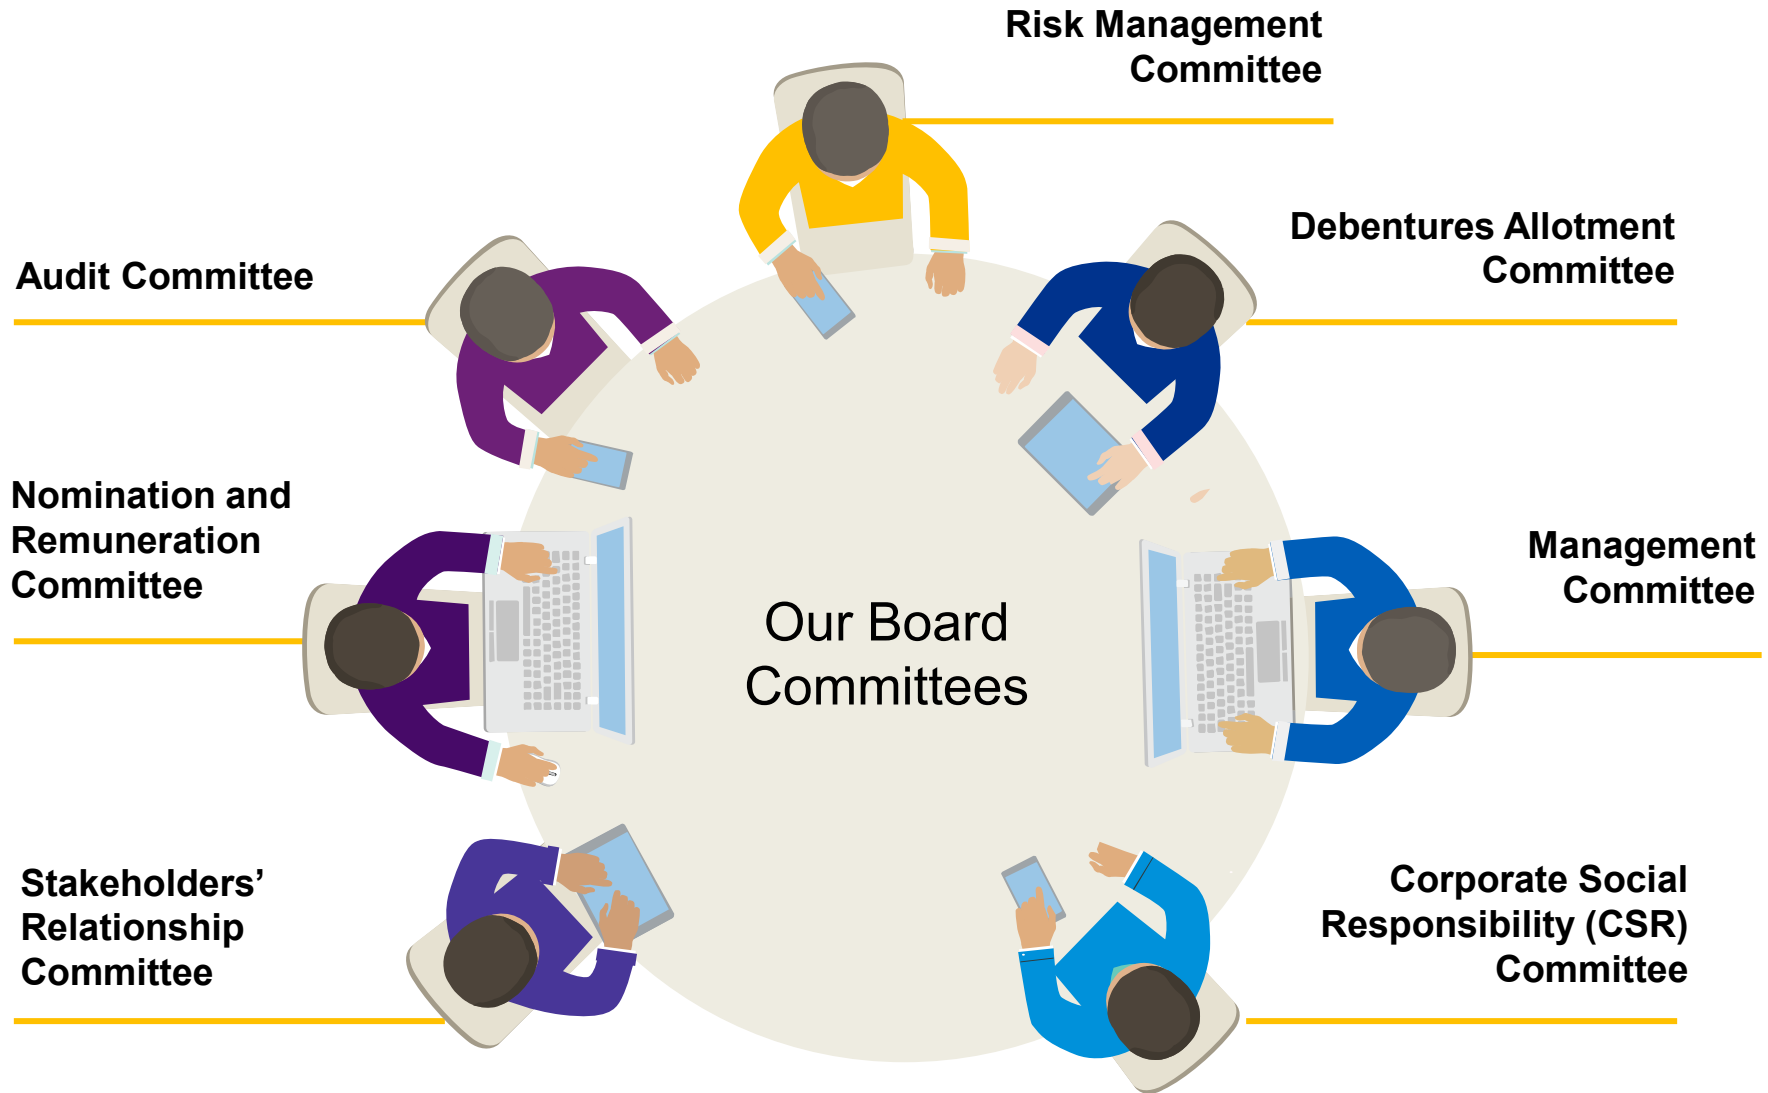 Risk Management
Committee
Debentures Allotment
Committee
Audit Committee
Nomination and
Remuneration
Committee
Management
Committee
Our Board
Committees
Stakeholders’
Relationship
Committee
Corporate Social
Responsibility (CSR)
Committee